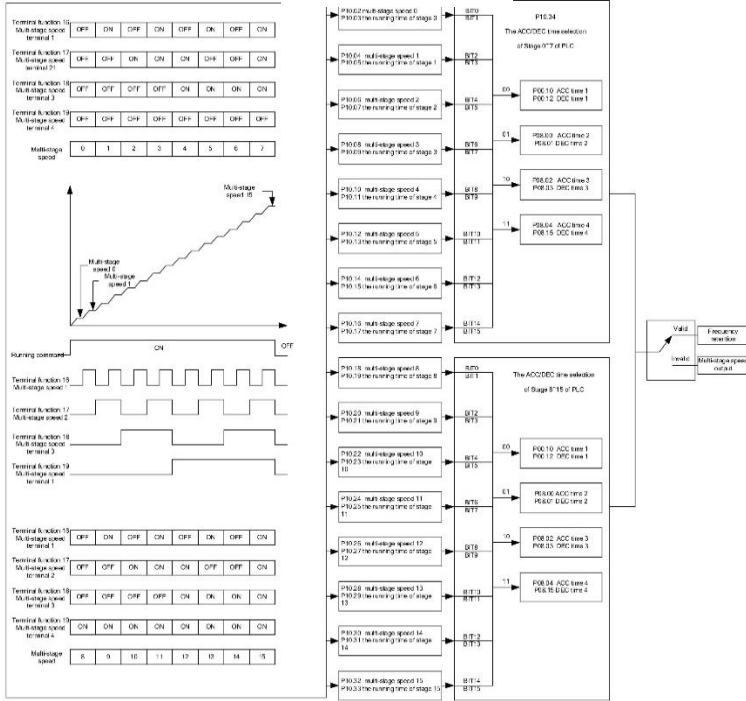 Terminal function 16
Multi-stage speed
terminal 1
OFF ON OFF ON OFF ON OFF ON
Terminal function 17
Multi-stage speed
terminal 21
OFF OFF ON ON ON OFF ON ON
Terminal function 18
Multi-stage speed
terminal 3
OFF OFF OFF OFF ON ON ON ON
Terminal function 19
Multi-stage speed
terminal 4
OFF OFF OFF OFF OFF OFF OFF OFF
Multi-stage
speed
0 1 2 3 4 5 6 7
Multi-stage
speed 15
Multi-stage
speed 0
Multi-stage
speed 1
Running command
ON
OFF
Terminal function 16
Multi-stage speed 1
Terminal function 17
Multi-stage
speed 2
Terminal function 18
Multi-stage speed
terminal 3
Terminal function 19
Multi-stage speed
terminal 1
Terminal function 16
Multi-stage speed
terminal 1
OFF ON OFF ON OFF ON OFF ON
Terminal function 17
Multi-stage speed
terminal 2
OFF OFF ON ON OFF OFF ON ON
Terminal function 18
Multi-stage speed
terminal 3
OFF OFF OFF OFF ON ON ON ON
Terminal function 19
Multi-stage speed
terminal 4
ON ON ON ON ON ON ON ON
Multi-stage
speed
8 9 10 11 12 13 14 15
P10.02 multi-stage speed 0
P10.03 the running time of stage 3
P10.04 multi-stage speed 1
P10.05 the running time of stage 1
P10.06 multi-stage speed 2
P10.07 the running time of stage 2
P10.08 multi-stage speed 3
P10.09 the running time of stage 3
P10.10 multi-stage speed 4
P10.11 the running time of stage 4
P10.12 multi-stage speed 5
P10.13 the running time of stage 5
P10.14 multi-stage speed 6
P10.15 the running time of stage 6
P10.16 multi-stage speed 7
P10.17 the running time of stage 7
P10.18 multi-stage speed 8
P10.19 the running time of stage 8
P10.20 multi-stage speed 9
P10.21 the running time of stage 9
P10.22 multi-stage speed 10
P10.23 the running time of stage
10
P10.24 multi-stage speed 11
P10.25 the running time of stage
11
P10.26 multi-stage speed 12
P10.27 the running time of stage
12
P10.28 multi-stage speed 13
P10.29 the running time of stage
13
P10.30 multi-stage speed 14
P10.31 the running time of stage
14
P10.32 multi-stage speed 15
P10.33 the running time of stage 15
BIT0
BIT1
BIT2
BIT3
BIT4
BIT5
BIT6
BIT7
BIT8
BIT9
BIT10
BIT11
BIT12
BIT13
BIT14
BIT15
P10.34
The ACC/DEC time selection
of Stage 0~7 of PLC
00
P00.10 ACC time 1
P00.12 DEC time 1
01
P08.00 ACC time 2
P08.01 DEC time 2
10
P08.02 ACC time 3
P08.03 DEC time 3
11
P08.04 ACC time 4
P08.15 DEC time 4
BIT0
BIT1
BIT2
BIT3
BIT4
BIT5
BIT6
BIT7
BIT8
BIT9
BIT10
BIT11
BIT12
BIT13
BIT14
BIT15
The ACC/DEC time selection
of Stage 8~15 of PLC
00
P00.10 ACC time 1
P00.12 DEC time 1
01
P08.00 ACC time 2
P08.01 DEC time 2
10
P08.02 ACC time 3
P08.03 DEC time 3
11
P08.04 ACC time 4
P08.15 DEC time 4
Valid
Frequency
retention
Invalid
Multi-stage speed
output